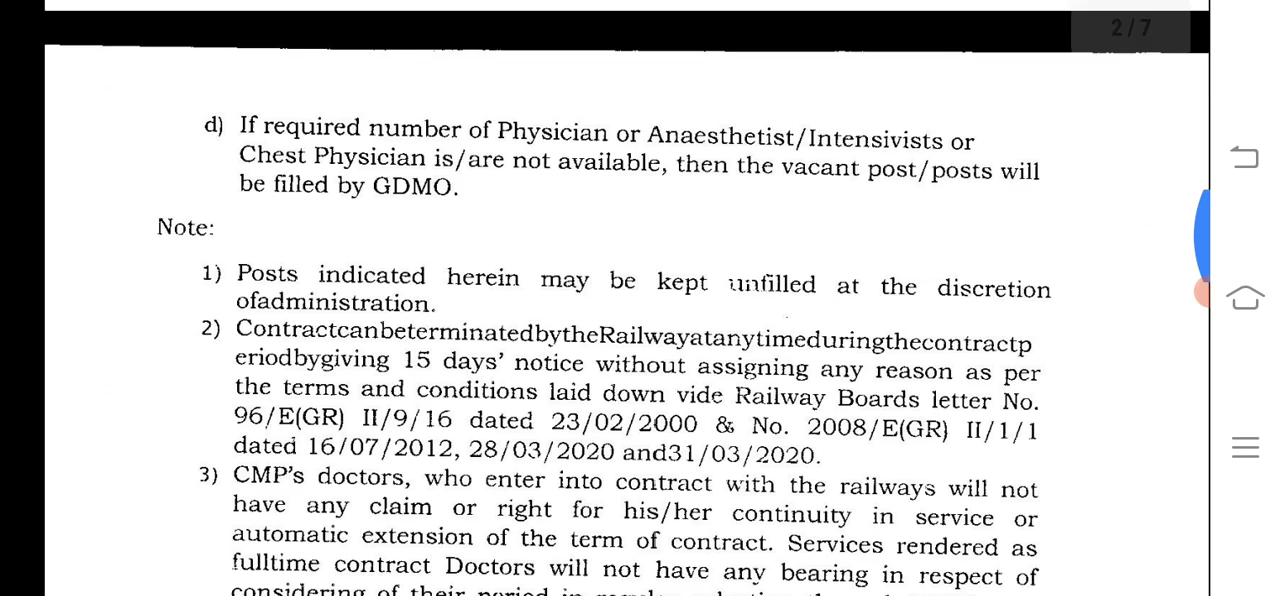 2/7
d) If required number of Physician or Anaesthetist/Intensivists or
Chest Physician is/are not available, then the vacant post/posts will
be filled by GDMO.
Note:
1) Posts indicated herein may be kept unfilled at the discretion
ofadministration.
2) ContractcanbeterminatedbytheRailwayatanytimeduringthecontractp
eriodbygiving 15 days' notice without assigning any reason as per
the terms and conditions laid down vide Railway Boards letter No.
96/E(GR) II/9/16 dated 23/02/2000 & No. 2008/E(GR) II/1/1
dated 16/07/2012, 28/03/2020 and31/03/2020.
3) CMP's doctors, who enter into contract with the railways will not
have any claim or right for his/her continuity in service or
automatic extension of the term of contract. Services rendered as
fulltime contract Doctors will not have any bearing in respect of
considering of their period in